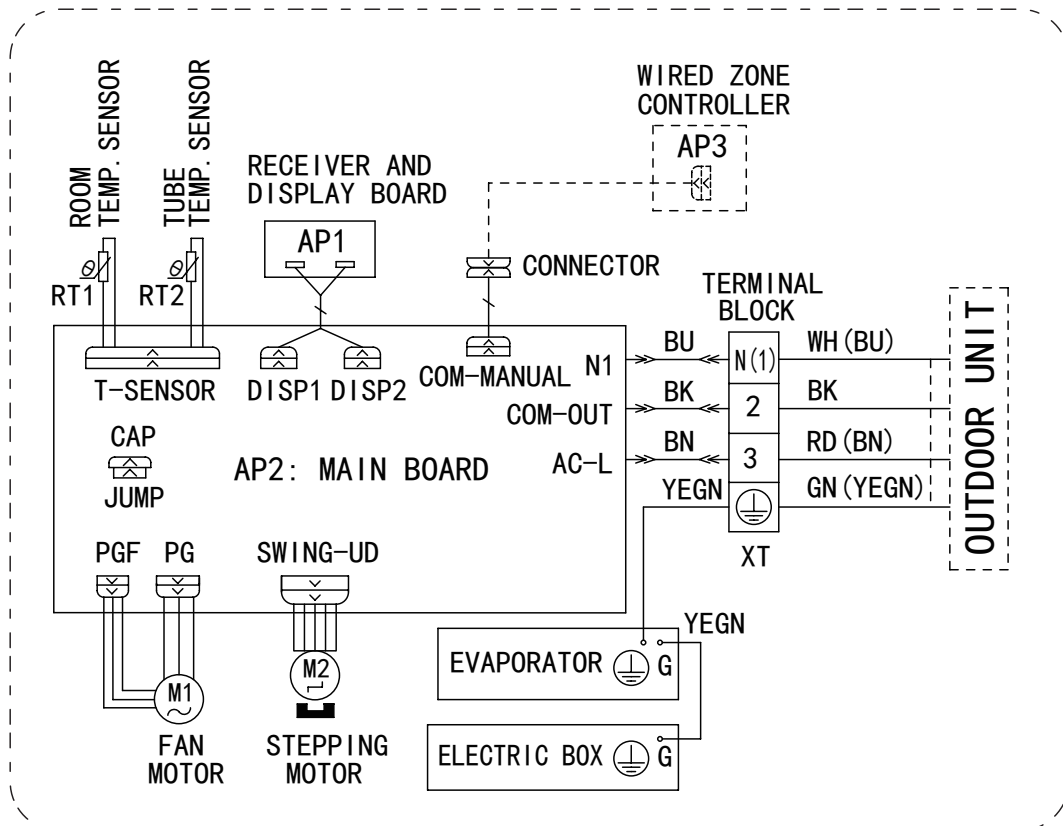 ROOM
TEMP. SENSOR
TUBE
TEMP. SENSOR
RT1
RT2
RECEIVER AND
DISPLAY BOARD
AP1
WIRED ZONE
CONTROLLER
AP3
CONNECTOR
TERMINAL
BLOCK
T-SENSOR
DISP1
DISP2
COM-MANUAL
N1
BU
N(1)
WH(BU)
COM-OUT
BK
2
BK
AC-L
BN
3
RD(BN)
YEGN
GN(YEGN)
XT
OUTDOOR UNIT
CAP
JUMP
AP2: MAIN BOARD
PGF
PG
SWING-UD
M1
FAN
MOTOR
M2
STEPPING
MOTOR
YEGN
EVAPORATOR
G
ELECTRIC BOX
G